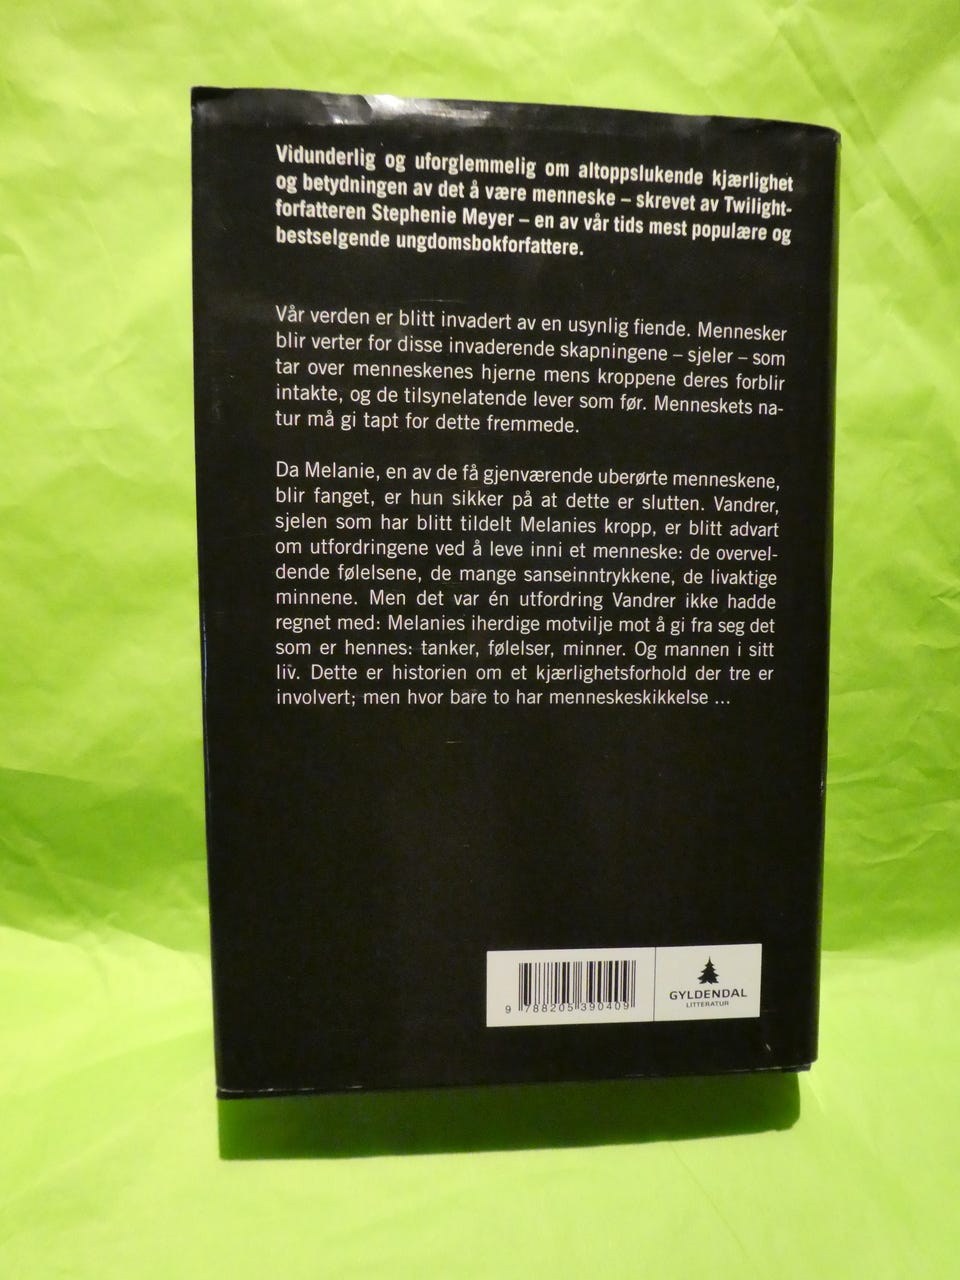 Vidunderlig og uforglemmelig om altoppslukende kjærlighet
og betydningen av det å være menneske – skrevet av Twilight-
forfatteren Stephenie Meyer – en av vår tids mest populære og
bestselgende ungdomsbokforfattere.
Vår verden er blitt invadert av en usynlig fiende. Mennesker
blir verter for disse invaderende skapningene – sjeler – som
tar over menneskenes hjerne mens kroppene deres forblir
intakte, og de tilsynelatende lever som før. Menneskets na-
tur må gi tapt for dette fremmede.
Da Melanie, en av de få gjenværende uberørte menneskene,
blir fanget, er hun sikker på at dette er slutten. Vandrer,
sjelen som har blitt tildelt Melanies kropp, er blitt advart
om utfordringene ved å leve inni et menneske: de overvel-
dende følelsene, de mange sanseinntrykkene, de livaktige
minnene. Men det var én utfordring Vandrer ikke hadde
regnet med: Melanies iherdige motvilje mot å gi fra seg det
som er hennes: tanker, følelser, minner. Og mannen i sitt
liv. Dette er historien om et kjærlighetsforhold der tre er
involvert; men hvor bare to har menneskeskikkelse ...
9 788205 390409
GYLDENDAL
LITTERATUR